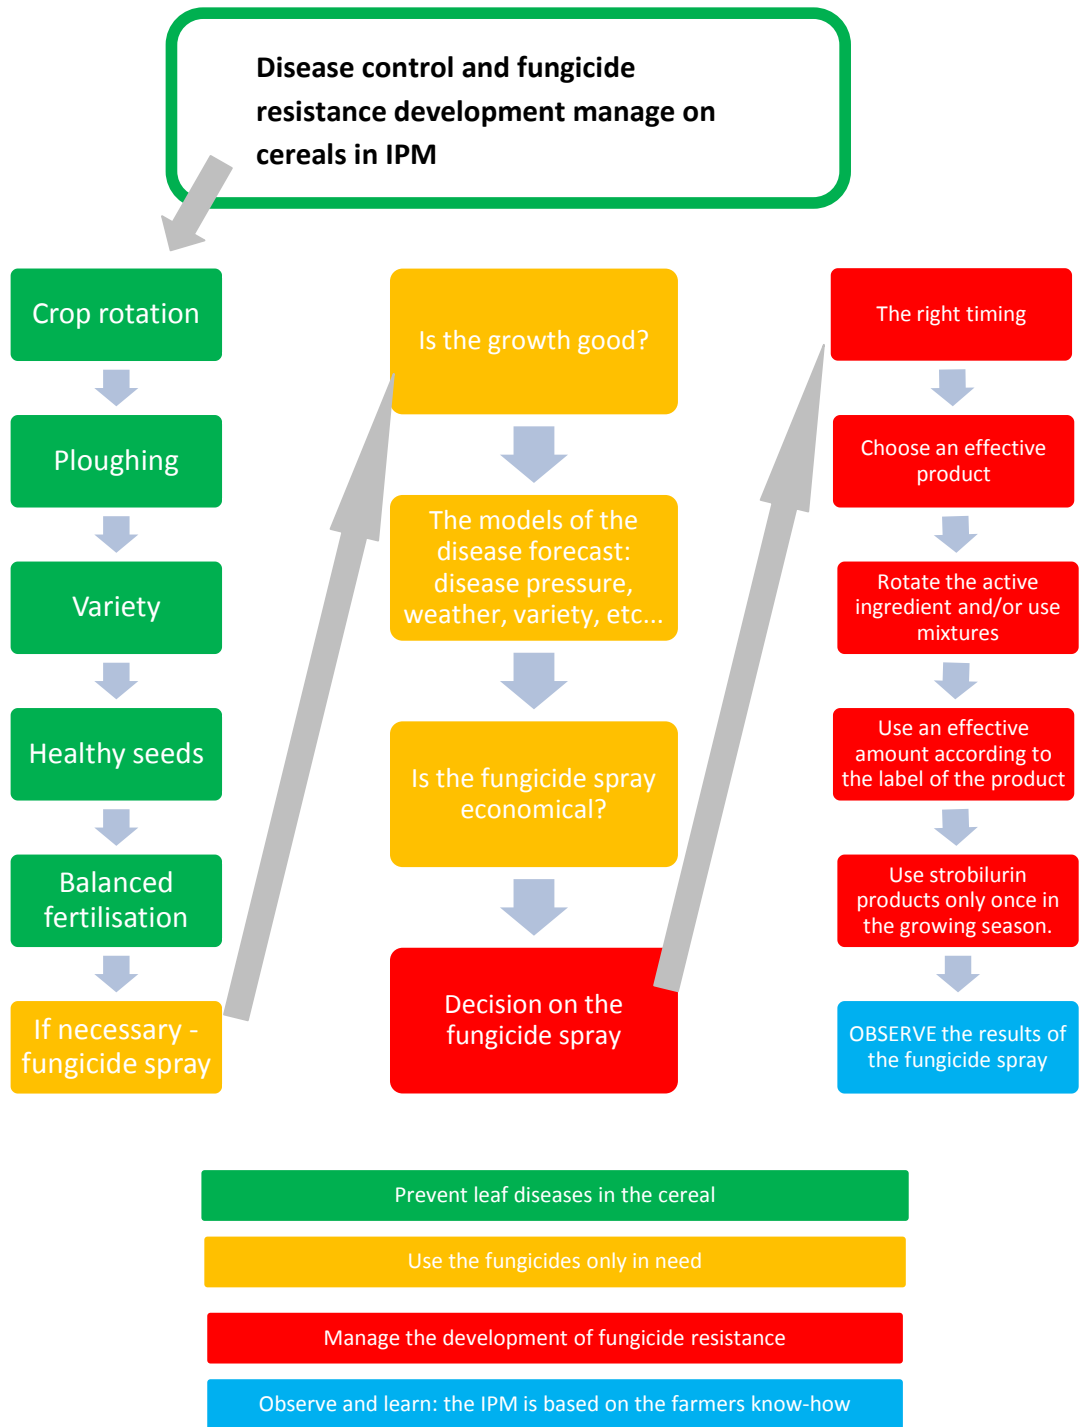 Disease control and fungicide
resistance development manage on
cereals in IPM
Crop rotation
Ploughing
Variety
Healthy seeds
Balanced
fertilisation
If necessary -
fungicide spray
Is the growth good?
The models of the
disease forecast:
disease pressure,
weather, variety, etc...
Is the fungicide spray
economical?
Decision on the
fungicide spray
The right timing
Choose an effective
product
Rotate the active
ingredient and/or use
mixtures
Use an effective
amount according to
the label of the product
Use strobilurin
products only once in
the growing season.
OBSERVE the results of
the fungicide spray
Prevent leaf diseases in the cereal
Use the fungicides only in need
Manage the development of fungicide resistance
Observe and learn: the IPM is based on the farmers know-how